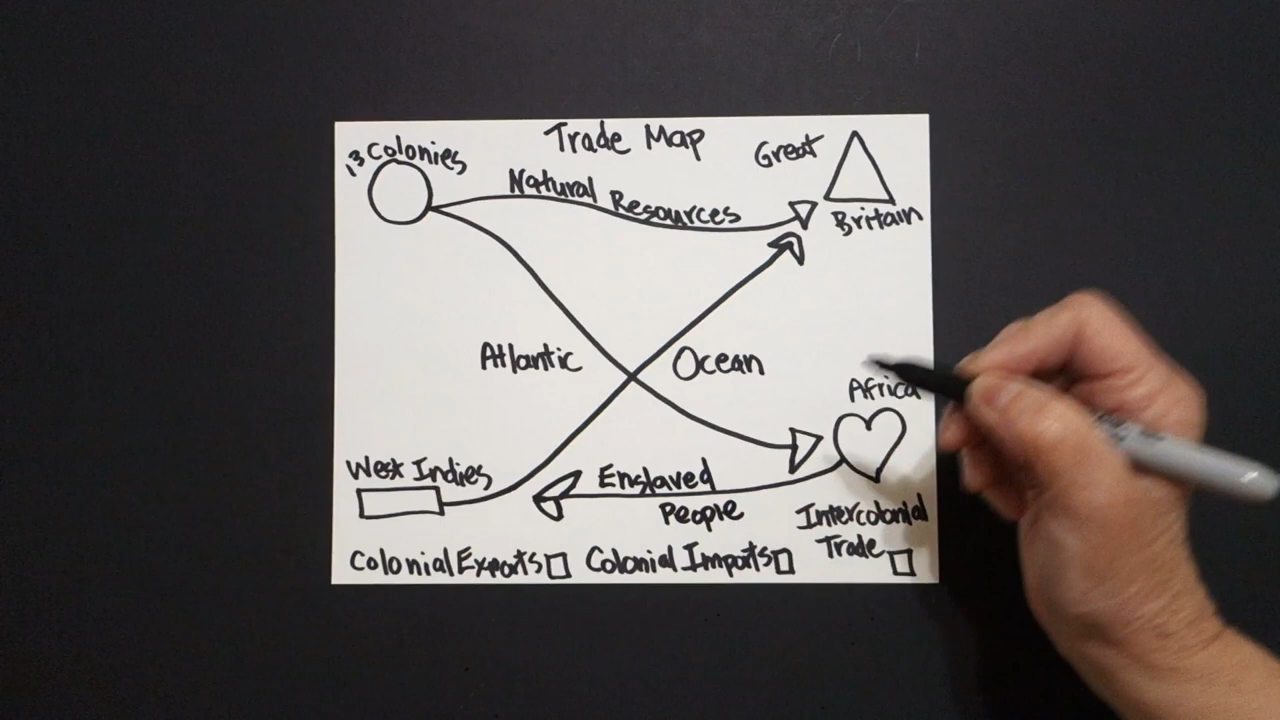 Trade Map
13 Colonies
Great
Britain
Natural Resources
Atlantic Ocean
Africa
West Indies
Enslaved
People
Intercolonial
Trade
Colonial Exports
Colonial Imports